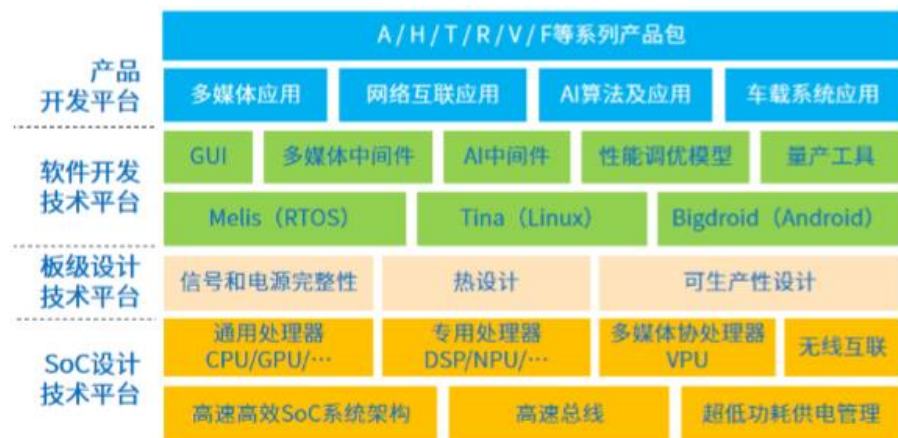 产品
开发平台
A / H / T / R / V / F等系列产品包
多媒体应用
网络互联应用
AI算法及应用
车载系统应用
软件开发
技术平台
GUI
多媒体中间件
AI中间件
性能调优模型
量产工具
Melis（RTOS）
Tina（Linux）
Bigdroid（Android）
板级设计
技术平台
信号和电源完整性
热设计
可生产性设计
SoC设计
技术平台
通用处理器
CPU/GPU/…
专用处理器
DSP/NPU/…
多媒体协处理器
VPU
无线互联
高速高效SoC系统架构
高速总线
超低功耗供电管理